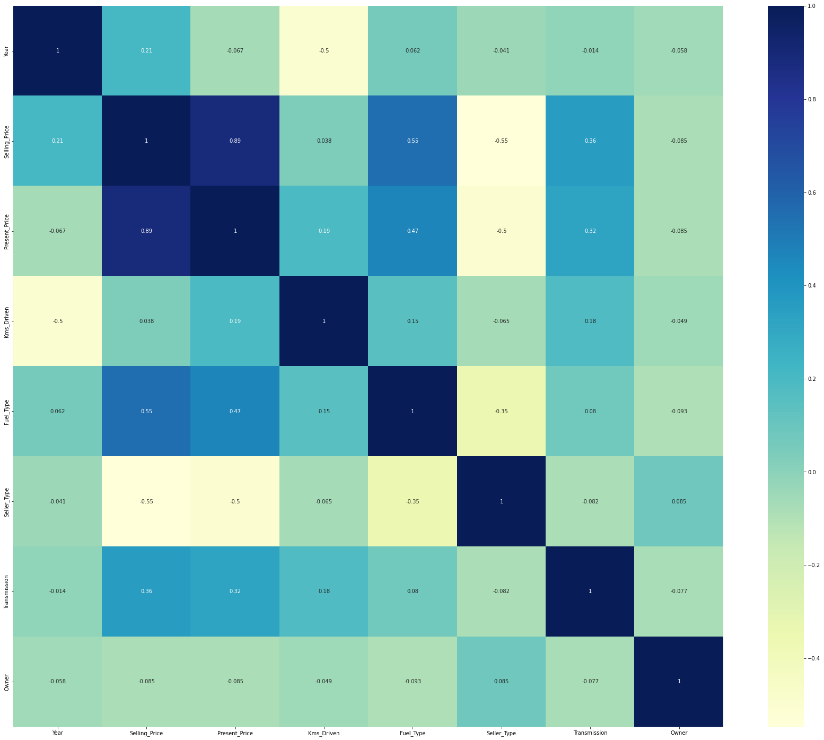 1.0
Year 1 0.21 -0.067 -0.5 0.062 -0.041 -0.014 -0.058
0.8
Selling_Price 0.21 1 0.89 0.038 0.55 -0.55 0.36 -0.085
0.6
Present_Price -0.067 0.89 1 0.19 0.47 -0.5 0.32 -0.085
0.4
Kms_Driven -0.5 0.038 0.19 1 0.15 -0.065 0.18 -0.049
0.2
Fuel_Type 0.062 0.55 0.47 0.15 1 -0.35 0.08 -0.093
0.0
Seller_Type -0.041 -0.55 -0.5 -0.065 -0.35 1 -0.082 0.085
−0.2
Transmission -0.014 0.36 0.32 0.18 0.08 -0.082 1 -0.077
−0.4
Owner -0.058 -0.085 -0.085 -0.049 -0.093 0.085 -0.077 1
Year Selling_Price Present_Price Kms_Driven Fuel_Type Seller_Type Transmission Owner